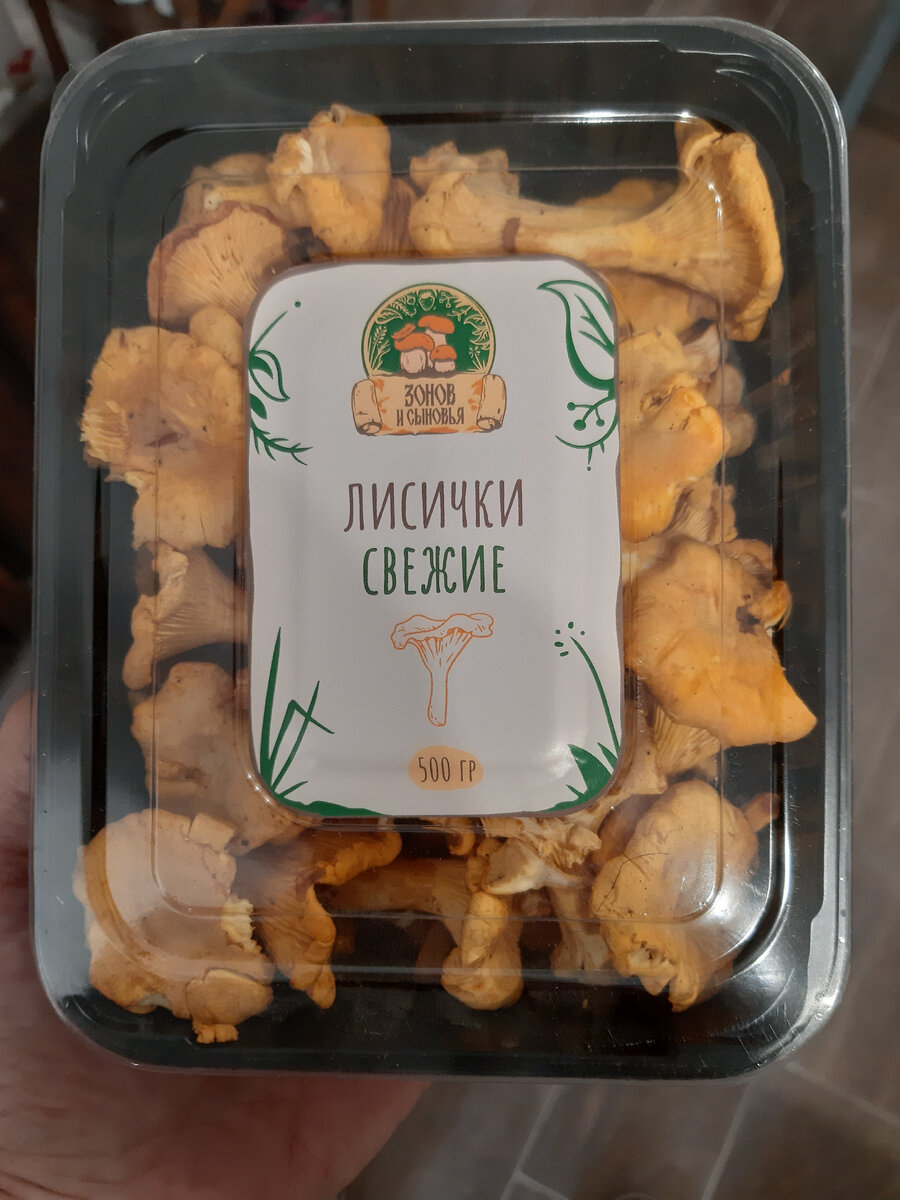 ЗОНОВ
И СЫНОВЬЯ
ЛИСИЧКИ
СВЕЖИЕ
500 ГР